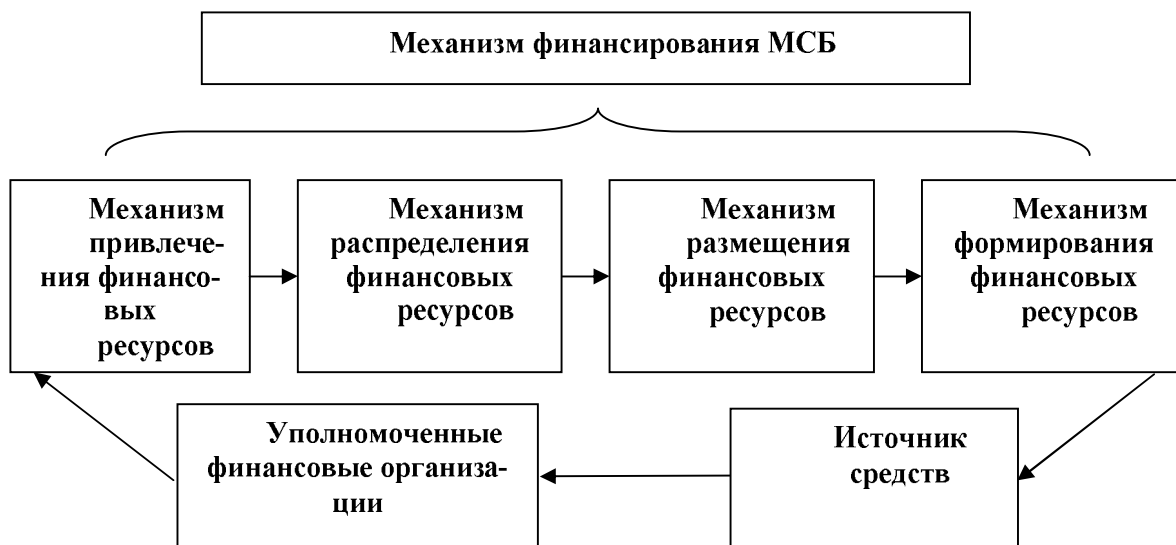 Механизм финансирования МСБ
Механизм
привлече-
ния финансо-
вых
ресурсов
Механизм
распределения
финансовых
ресурсов
Механизм
размещения
финансовых
ресурсов
Механизм
формирования
финансовых
ресурсов
Уполномоченные
финансовые организа-
ции
Источник
средств